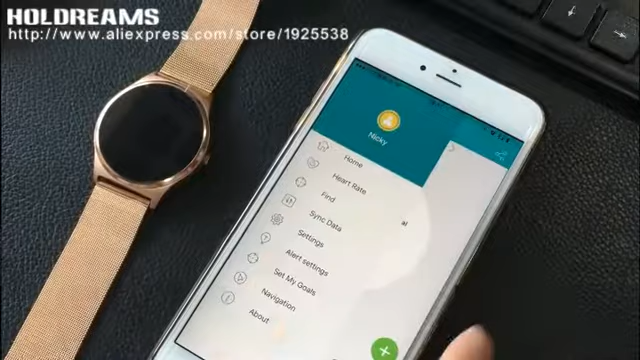 HOLDREAMS
http://www.aliexpress.com/store/1925538
Nicky
Home
Heart Rate
Find
al
Sync Data
Settings
Alert settings
Set My Goals
Navigation
About